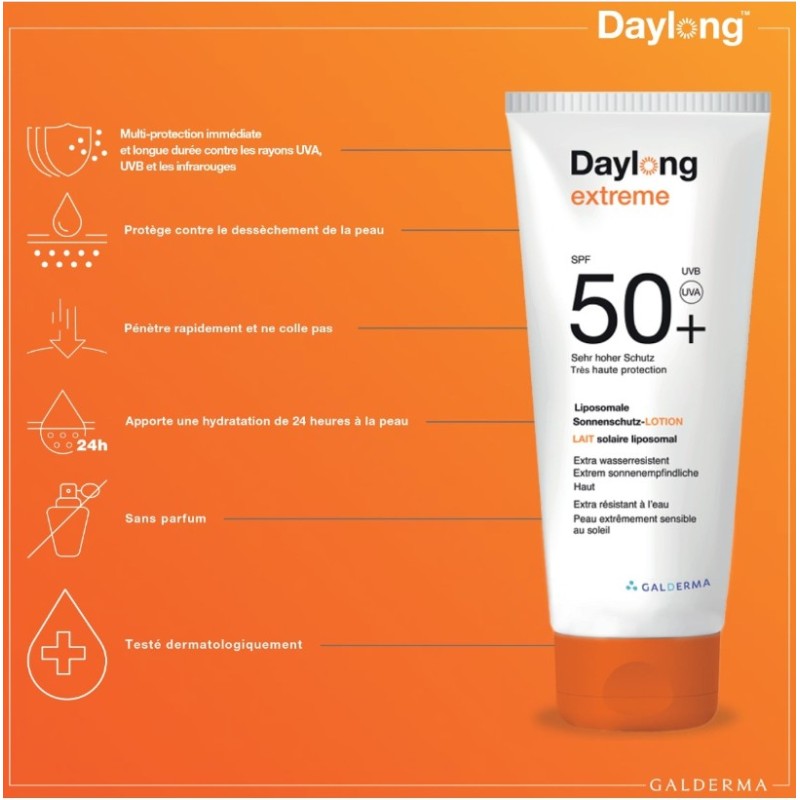 Daylong™
Multi-protection immédiate
et longue durée contre les rayons UVA,
UVB et les infrarouges
Protège contre le dessèchement de la peau
Pénètre rapidement et ne colle pas
Apporte une hydratation de 24 heures à la peau
24h
Sans parfum
Testé dermatologiquement
Daylong
extreme
SPF
50+
UVB
UVA
Sehr hoher Schutz
Très haute protection
Liposomale
Sonnenschutz-LOTION
LAIT solaire liposomal
Extra wasserresistent
Extrem sonnenempfindliche
Haut
Extra résistant à l'eau
Peau extrêmement sensible
au soleil
GALDERMA
GALDERMA